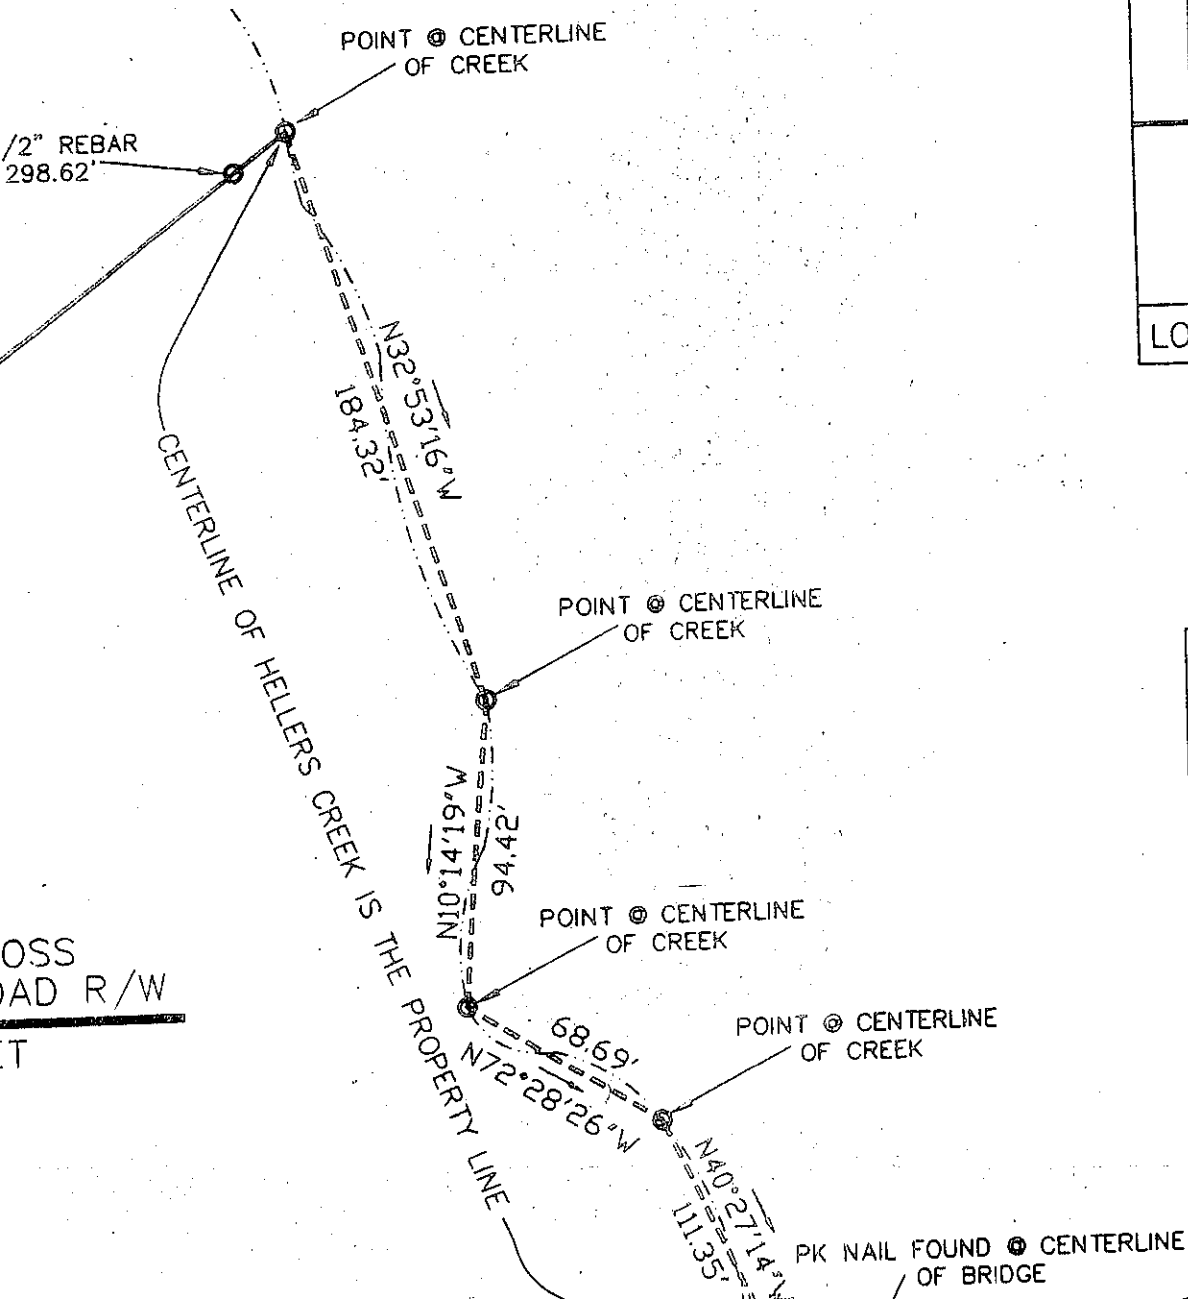 POINT @ CENTERLINE
OF CREEK
/2" REBAR
298.62'
N32°53'16"W
184.32'
LO
CENTERLINE OF HELLERS CREEK IS THE PROPERTY LINE
POINT @ CENTERLINE
OF CREEK
N10°14'19"W
94.42'
POINT @ CENTERLINE
OF CREEK
OSS
OAD R/W
ET
68.69'
N72°28'26"W
POINT @ CENTERLINE
OF CREEK
N40°27'14"W
111.35'
PK NAIL FOUND @ CENTERLINE
OF BRIDGE